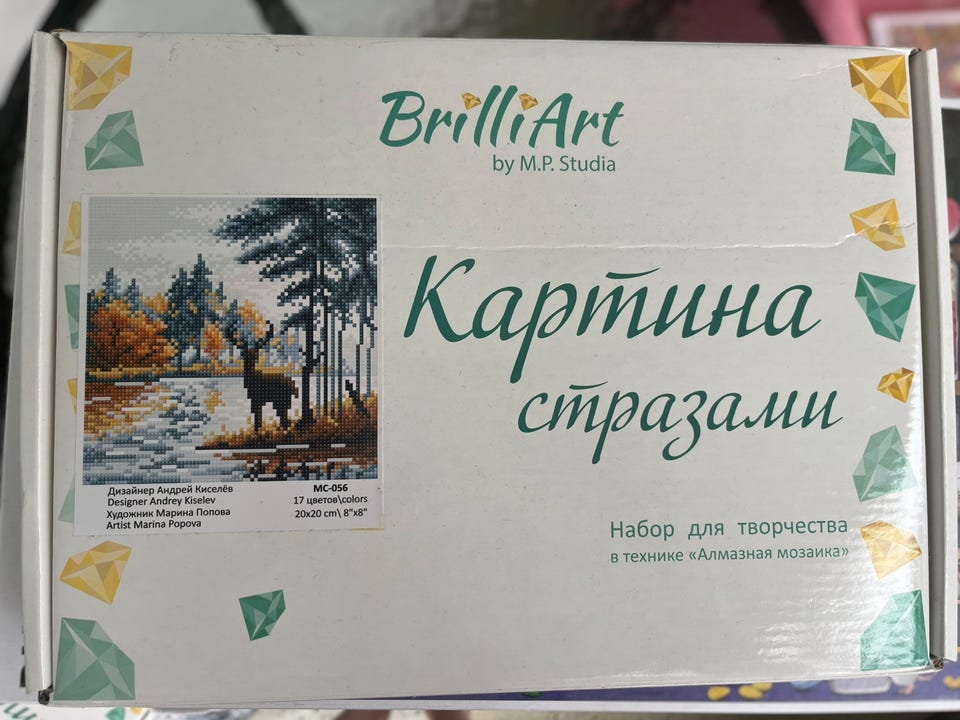 BrilliArt
by M.P. Studia
Картина
стразами
Дизайнер Андрей Киселёв
Designer Andrey Kiselev
Художник Марина Попова
Artist Marina Popova
МС-056
17 цветов\colors
20x20 cm\ 8"x8"
Набор для творчества
в технике «Алмазная мозаика»